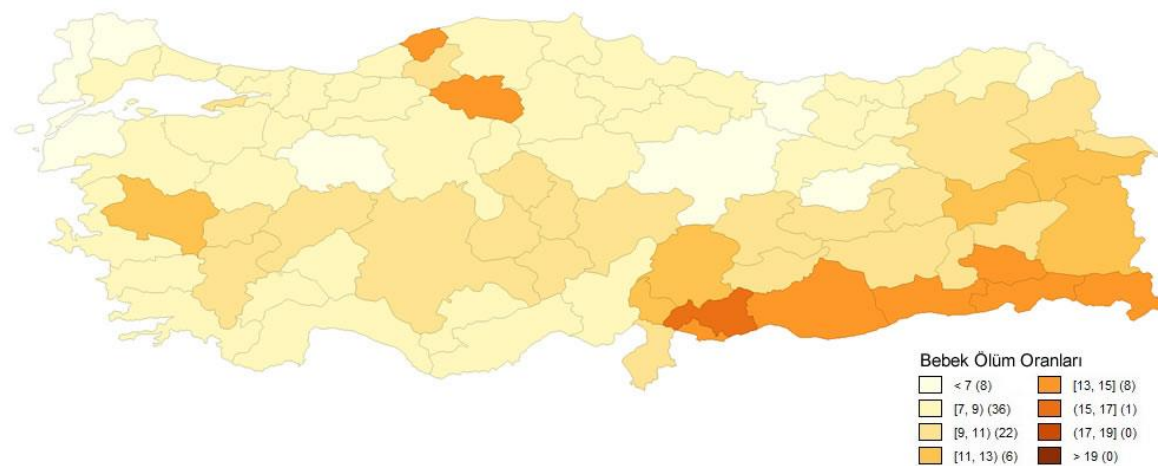 Bebek Ölüm Oranları
< 7 (8)
[7, 9) (36)
[9, 11) (22)
[11, 13) (6)
[13, 15] (8)
(15, 17] (1)
(17, 19] (0)
> 19 (0)